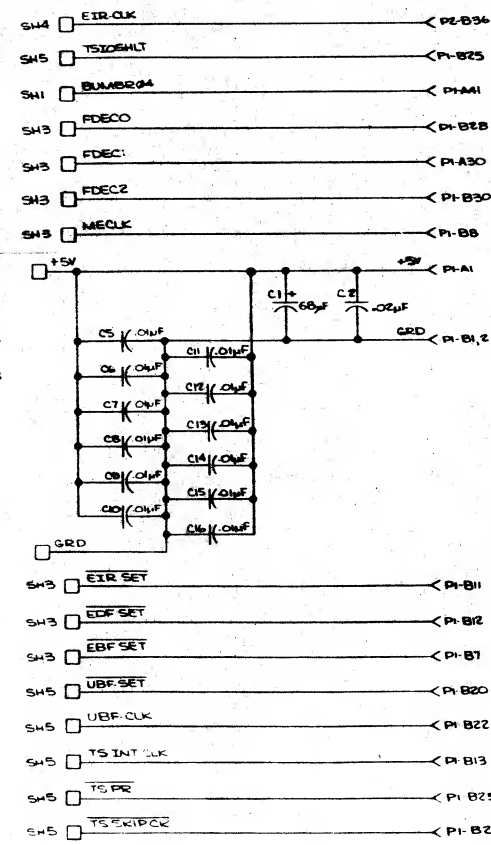 SH4 EIR-CLK P2-B36
SH5 TSIOSHLT P1-B25
SH1 BUMBR04 P1-A41
SH3 FDEC0 P1-B28
SH3 FDEC1 P1-A30
SH3 FDEC2 P1-B30
SH3 MECLK P1-B8
+5V +5V P1-A1
C1 + 68µF C2 .02µF
GRD P1-B1,2
C5 .01µF
C11 .01µF
C6 .01µF
C12 .01µF
C7 .01µF
C13 .01µF
C8 .01µF
C14 .01µF
C9 .01µF
C15 .01µF
C10 .01µF
C16 .01µF
GRD
SH3 EIR SET P1-B11
SH3 EDF SET P1-B12
SH3 EBF SET P1-B7
SH5 UBF-SET P1-B20
SH5 UBF-CLK P1-B22
SH5 TS INT CLK P1-B13
SH5 TS PR
SH5 TS SKIP CK